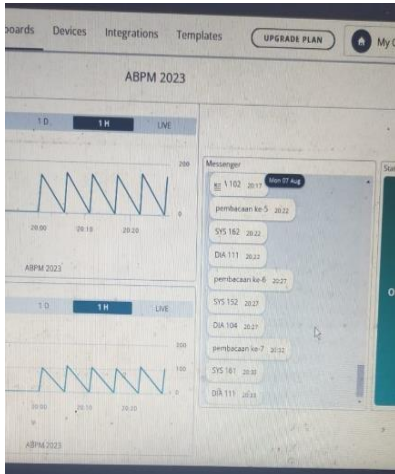 boards Devices Integrations Templates UPGRADE PLAN My
ABPM 2023
1 D 1 H LIVE
200
0
20:00 20:10 20:20
ABPM 2023
1 D 1 H LIVE
100
0
20:00 20:10 20:20
ABPM 2023
Messenger
102 20:17 Mon 07 Aug
pembacaan ke-5 20:22
SYS 162 20:22
DIA 111 20:22
pembacaan ke-6 20:27
SYS 152 20:27
DIA 104 20:27
pembacaan ke-7 20:32
SYS 161
DIA 111